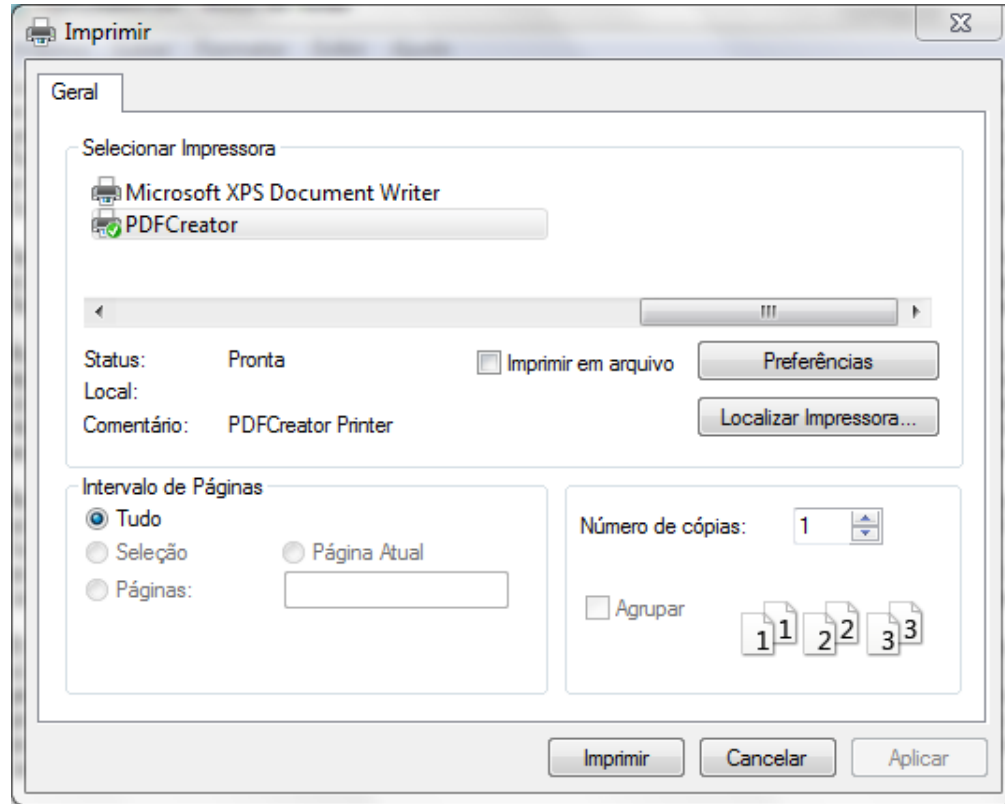 Imprimir
Geral
Selecionar Impressora
Microsoft XPS Document Writer
PDFCreator
Status: Pronta
Imprimir em arquivo
Preferências
Local:
Comentário: PDFCreator Printer
Localizar Impressora...
Intervalo de Páginas
Tudo
Seleção
Página Atual
Páginas:
Número de cópias: 1
Agrupar
1 1 2 2 3 3
Imprimir
Cancelar
Aplicar